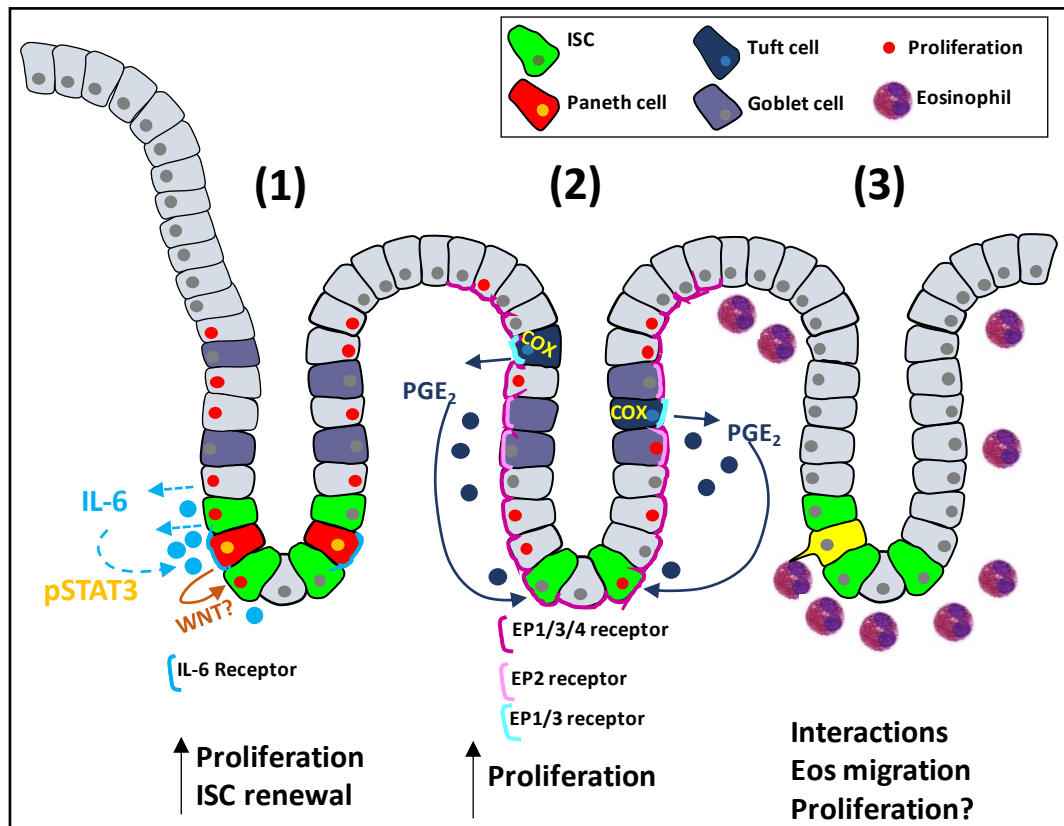 ISC
Tuft cell
Proliferation
Paneth cell
Goblet cell
Eosinophil
(1)
(2)
(3)
COX
PGE₂
COX
PGE₂
IL-6
pSTAT3
WNT?
IL-6 Receptor
EP1/3/4 receptor
EP2 receptor
EP1/3 receptor
Proliferation
ISC renewal
Proliferation
Interactions
Eos migration
Proliferation?